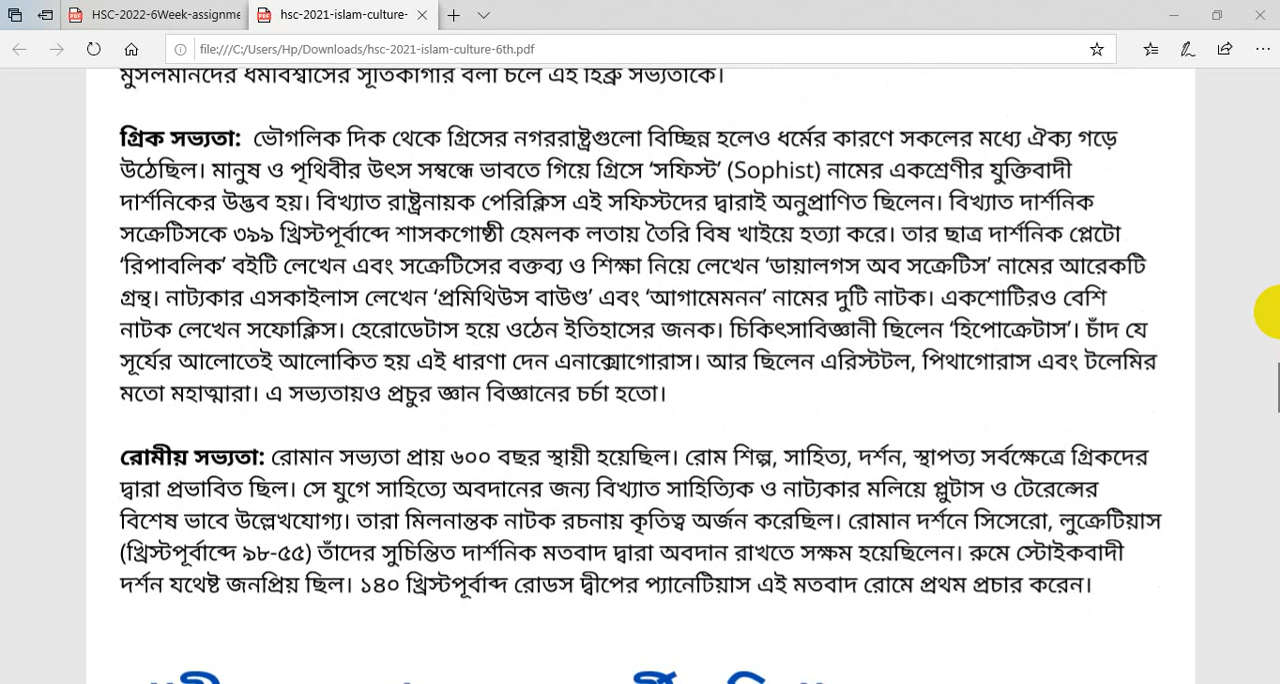 HSC-2022-6Week-assignme
hsc-2021-islam-culture-
file:///C:/Users/Hp/Downloads/hsc-2021-islam-culture-6th.pdf
মুসলমানদের ধর্মবিশ্বাসের সূতিকাগার বলা চলে এই হিব্রু সভ্যতাকে।
গ্রিক সভ্যতা: ভৌগলিক দিক থেকে গ্রিসের নগররাষ্ট্রগুলো বিচ্ছিন্ন হলেও ধর্মের কারণে সকলের মধ্যে ঐক্য গড়ে
উঠেছিল। মানুষ ও পৃথিবীর উৎস সম্বন্ধে ভাবতে গিয়ে গ্রিসে ‘সফিস্ট’ (Sophist) নামের একশ্রেণীর যুক্তিবাদী
দার্শনিকের উদ্ভব হয়। বিখ্যাত রাষ্ট্রনায়ক পেরিক্লিস এই সফিস্টদের দ্বারাই অনুপ্রাণিত ছিলেন। বিখ্যাত দার্শনিক
সক্রেটিসকে ৩৯৯ খ্রিস্টপূর্বাব্দে শাসকগোষ্ঠী হেমলক লতায় তৈরি বিষ খাইয়ে হত্যা করে। তার ছাত্র দার্শনিক প্লেটো
‘রিপাবলিক’ বইটি লেখেন এবং সক্রেটিসের বক্তব্য ও শিক্ষা নিয়ে লেখেন ‘ডায়ালগস অব সক্রেটিস’ নামের আরেকটি
গ্রন্থ। নাট্যকার এসকাইলাস লেখেন ‘প্রমিথিউস বাউণ্ড’ এবং ‘আগামেমনন’ নামের দুটি নাটক। একশোটিরও বেশি
নাটক লেখেন সফোক্লিস। হেরোডেটাস হয়ে ওঠেন ইতিহাসের জনক। চিকিৎসাবিজ্ঞানী ছিলেন ‘হিপোক্রেটাস’। চাঁদ যে
সূর্যের আলোতেই আলোকিত হয় এই ধারণা দেন এনাক্সোগোরাস। আর ছিলেন এরিস্টটল, পিথাগোরাস এবং টলেমির
মতো মহাত্মারা। এ সভ্যতায়ও প্রচুর জ্ঞান বিজ্ঞানের চর্চা হতো।
রোমীয় সভ্যতা: রোমান সভ্যতা প্রায় ৬০০ বছর স্থায়ী হয়েছিল। রোম শিল্প, সাহিত্য, দর্শন, স্থাপত্য সর্বক্ষেত্রে গ্রিকদের
দ্বারা প্রভাবিত ছিল। সে যুগে সাহিত্যে অবদানের জন্য বিখ্যাত সাহিত্যিক ও নাট্যকার মলিয়ে প্লুটাস ও টেরেন্সের
বিশেষ ভাবে উল্লেখযোগ্য। তারা মিলনান্তক নাটক রচনায় কৃতিত্ব অর্জন করেছিল। রোমান দর্শনে সিসেরো, লুক্রেটিয়াস
(খ্রিস্টপূর্বাব্দে ৯৮-৫৫) তাঁদের সুচিন্তিত দার্শনিক মতবাদ দ্বারা অবদান রাখতে সক্ষম হয়েছিলেন। রুমে স্টোইকবাদী
দর্শন যথেষ্ট জনপ্রিয় ছিল। ১৪০ খ্রিস্টপূর্বাব্দ রোডস দ্বীপের প্যানেটিয়াস এই মতবাদ রোমে প্রথম প্রচার করেন।